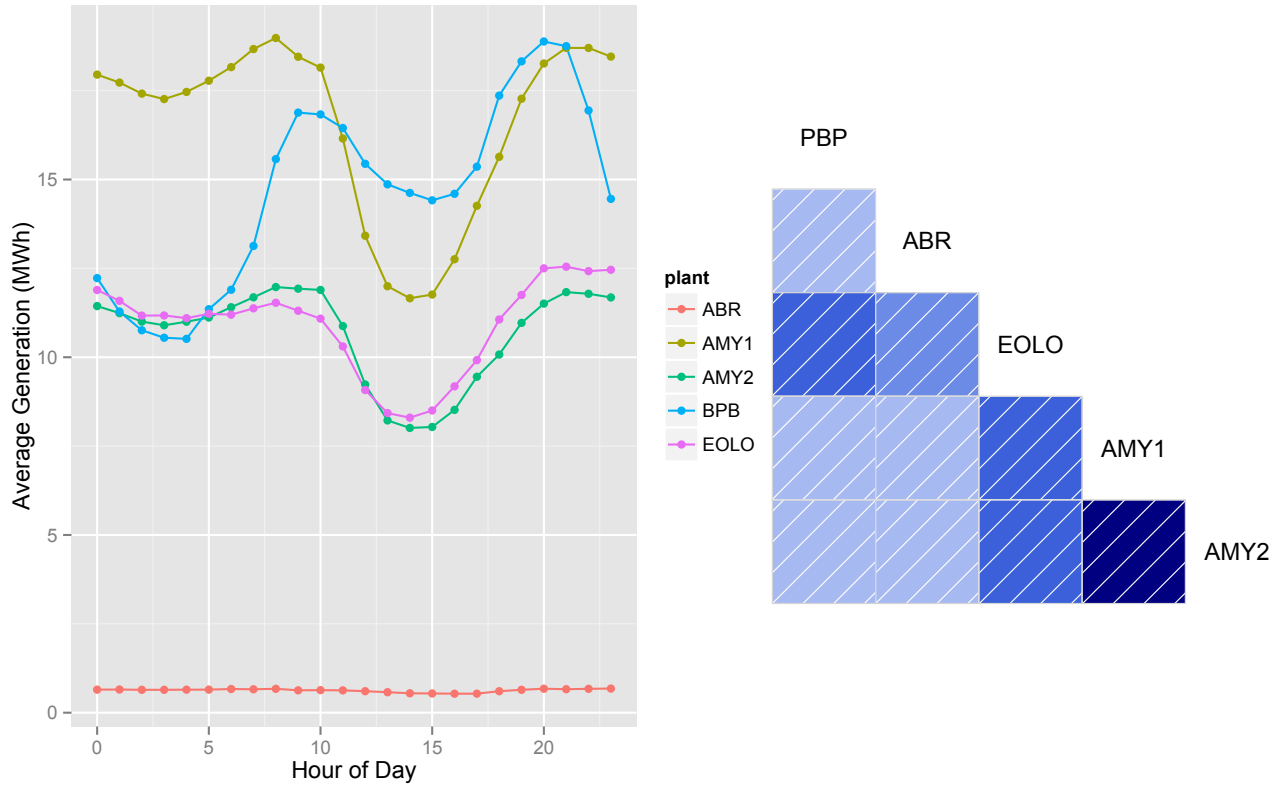 Average Generation (MWh)
15
10
5
0
0
5
10
15
20
Hour of Day
plant
ABR
AMY1
AMY2
BPB
EOLO
PBP
ABR
EOLO
AMY1
AMY2